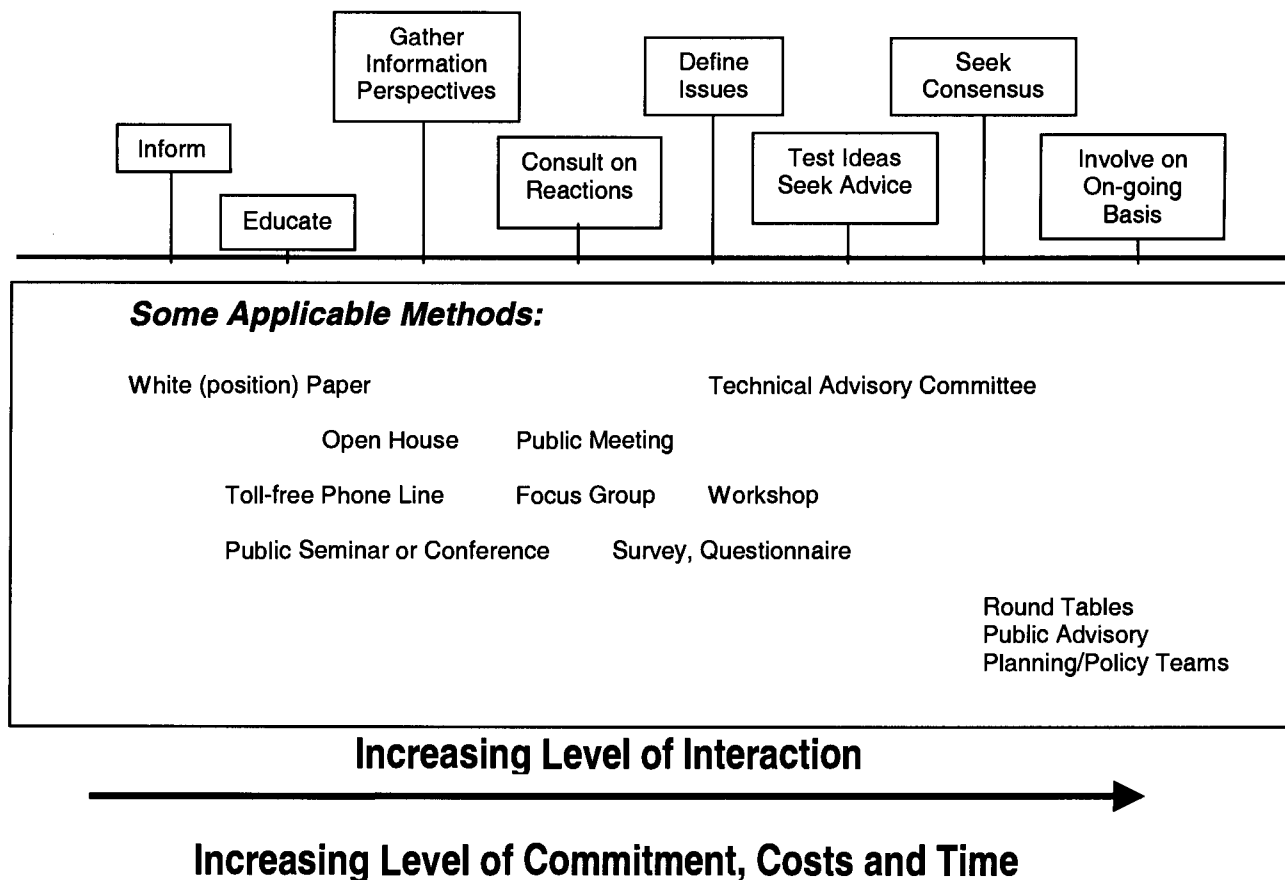 Inform
Educate
Gather
Information
Perspectives
Consult on
Reactions
Define
Issues
Test Ideas
Seek Advice
Seek
Consensus
Involve on
On-going
Basis
Some Applicable Methods:
White (position) Paper
Technical Advisory Committee
Open House
Public Meeting
Toll-free Phone Line
Focus Group
Workshop
Public Seminar or Conference
Survey, Questionnaire
Round Tables
Public Advisory
Planning/Policy Teams
Increasing Level of Interaction
Increasing Level of Commitment, Costs and Time